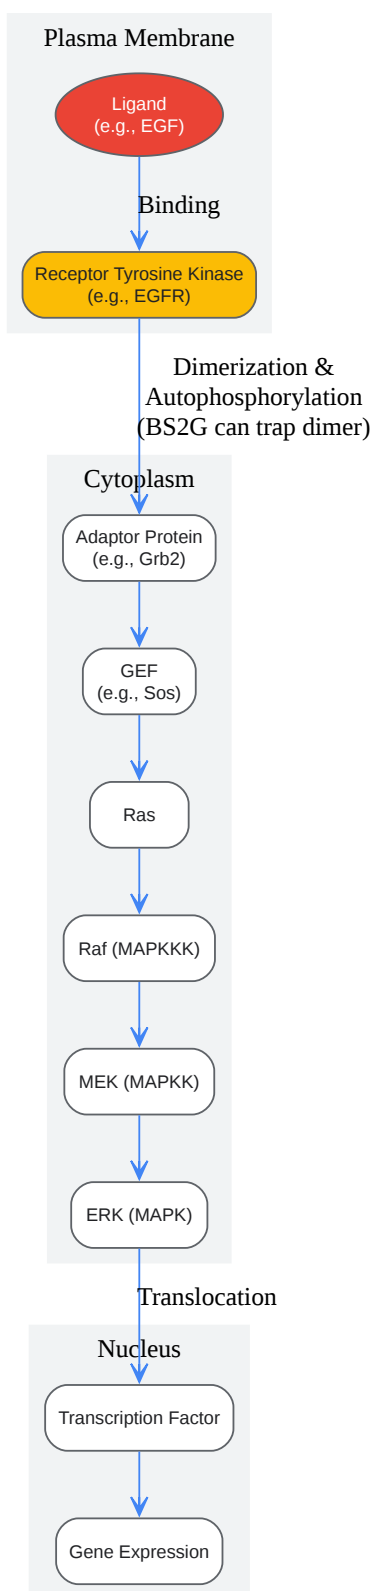 Plasma Membrane
Ligand
(e.g., EGF)
Binding
Receptor Tyrosine Kinase
(e.g., EGFR)
Dimerization &
Autophosphorylation
(BS2G can trap dimer)
Cytoplasm
Adaptor Protein
(e.g., Grb2)
GEF
(e.g., Sos)
Ras
Raf (MAPKKK)
MEK (MAPKK)
ERK (MAPK)
Translocation
Nucleus
Transcription Factor
Gene Expression